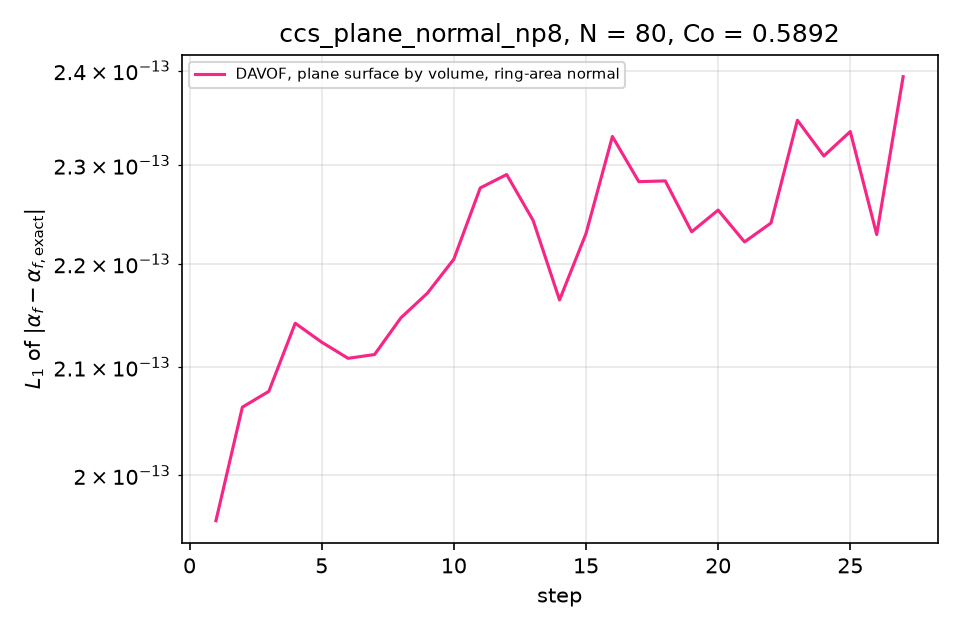 ccs_plane_normal_np8, N = 80, Co = 0.5892
DAVOF, plane surface by volume, ring-area normal
L₁ of |α_f − α_{f,exact}|
2,4 × 10⁻¹³
2.3 × 10⁻¹³
2.2 × 10⁻¹³
2.1 × 10⁻¹³
2 × 10⁻¹³
0 5 10 15 20 25
step